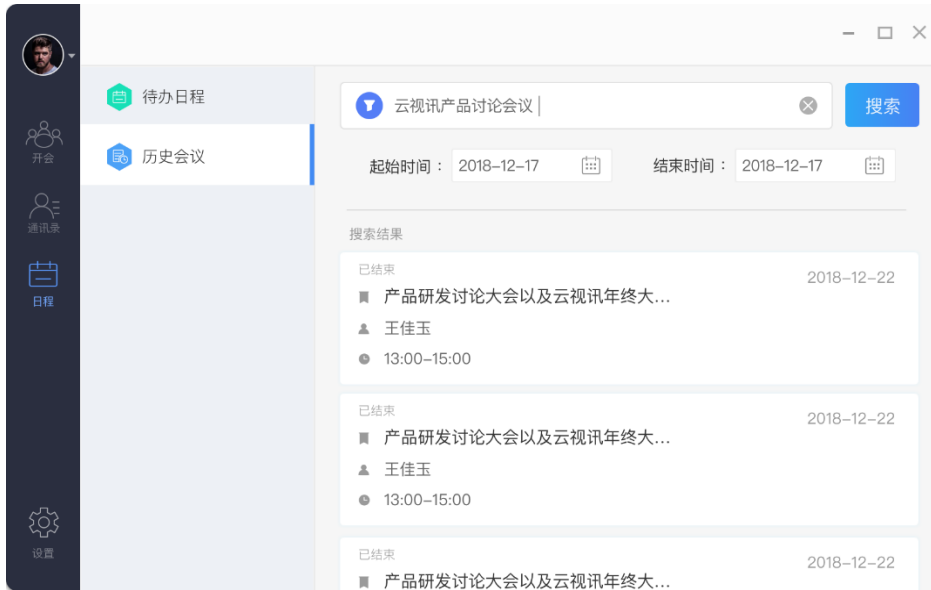 开会
通讯录
日程
设置
待办日程
历史会议
云视讯产品讨论会议
搜索
起始时间： 2018-12-17 结束时间： 2018-12-17
搜索结果
已结束
2018-12-22
产品研发讨论大会以及云视讯年终大...
王佳玉
13:00-15:00
已结束
2018-12-22
产品研发讨论大会以及云视讯年终大...
王佳玉
13:00-15:00
已结束
2018-12-22
产品研发讨论大会以及云视讯年终大...